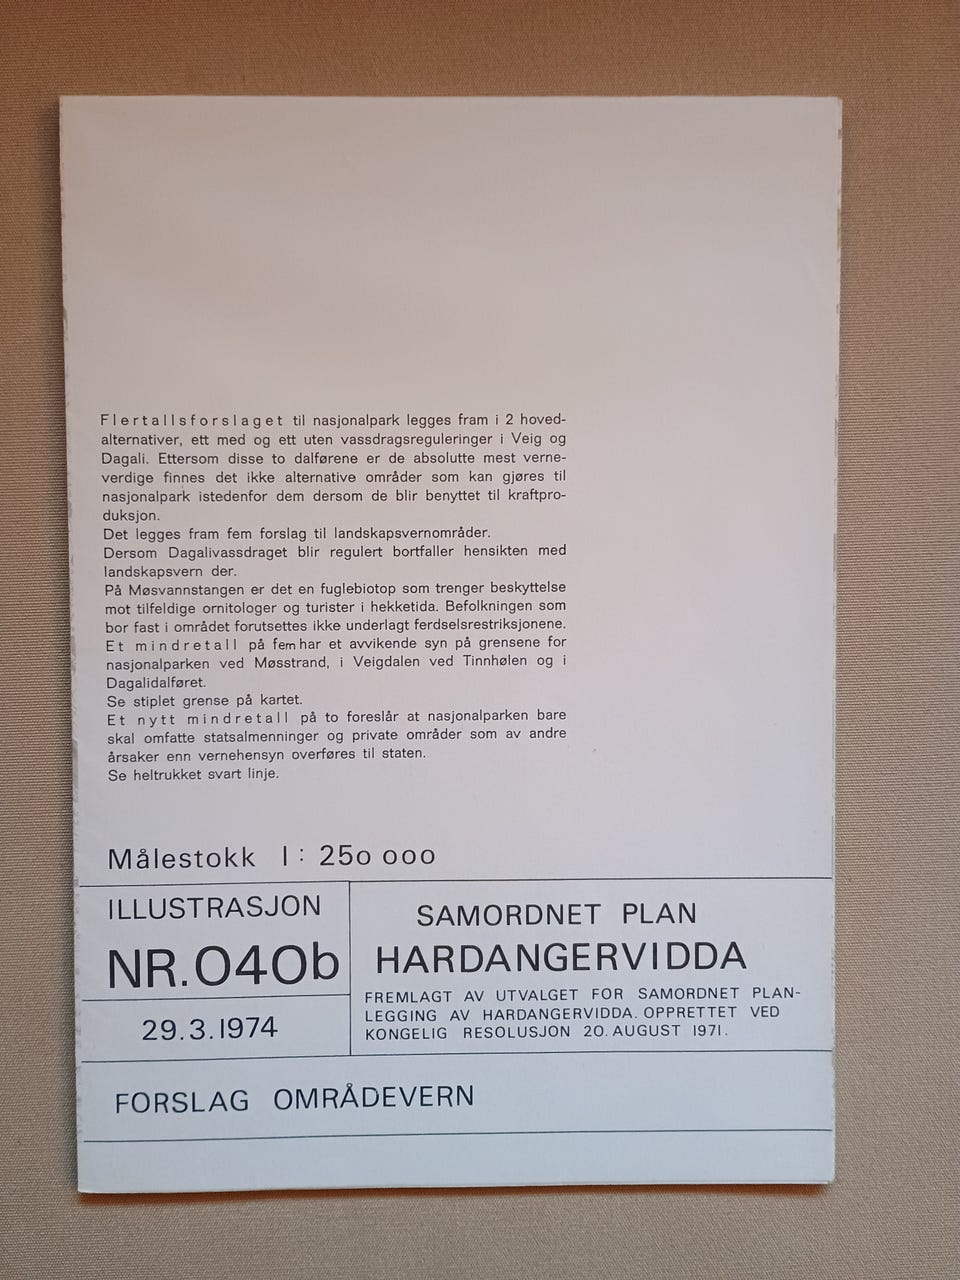 Flertallsforslaget til nasjonalpark legges fram i 2 hoved-
alternativer, ett med og ett uten vassdragsreguleringer i Veig og
Dagali. Ettersom disse to dalførene er de absolutte mest verne-
verdige finnes det ikke alternative områder som kan gjøres til
nasjonalpark istedenfor dem dersom de blir benyttet til kraftpro-
duksjon.
Det legges fram fem forslag til landskapsvernområder.
Dersom Dagalivassdraget blir regulert bortfaller hensikten med
landskapsvern der.
På Møsvannstangen er det en fuglebiotop som trenger beskyttelse
mot tilfeldige ornitologer og turister i hekketida. Befolkningen som
bor fast i området forutsettes ikke underlagt ferdselsrestriksjonene.
Et mindretall på fem har et avvikende syn på grensene for
nasjonalparken ved Møsstrand, i Veigdalen ved Tinnhølen og i
Dagalidalføret.
Se stiplet grense på kartet.
Et nytt mindretall på to foreslår at nasjonalparken bare
skal omfatte statsalmenninger og private områder som av andre
årsaker enn vernehensyn overføres til staten.
Se heltrukket svart linje.
Målestokk 1: 250 000
ILLUSTRASJON
NR.040b
29.3.1974
SAMORDNET PLAN
HARDANGERVIDDA
FREMLAGT AV UTVALGET FOR SAMORDNET PLAN-
LEGGING AV HARDANGERVIDDA. OPPRETTET VED
KONGELIG RESOLUSJON 20. AUGUST 1971.
FORSLAG OMRÅDEVERN